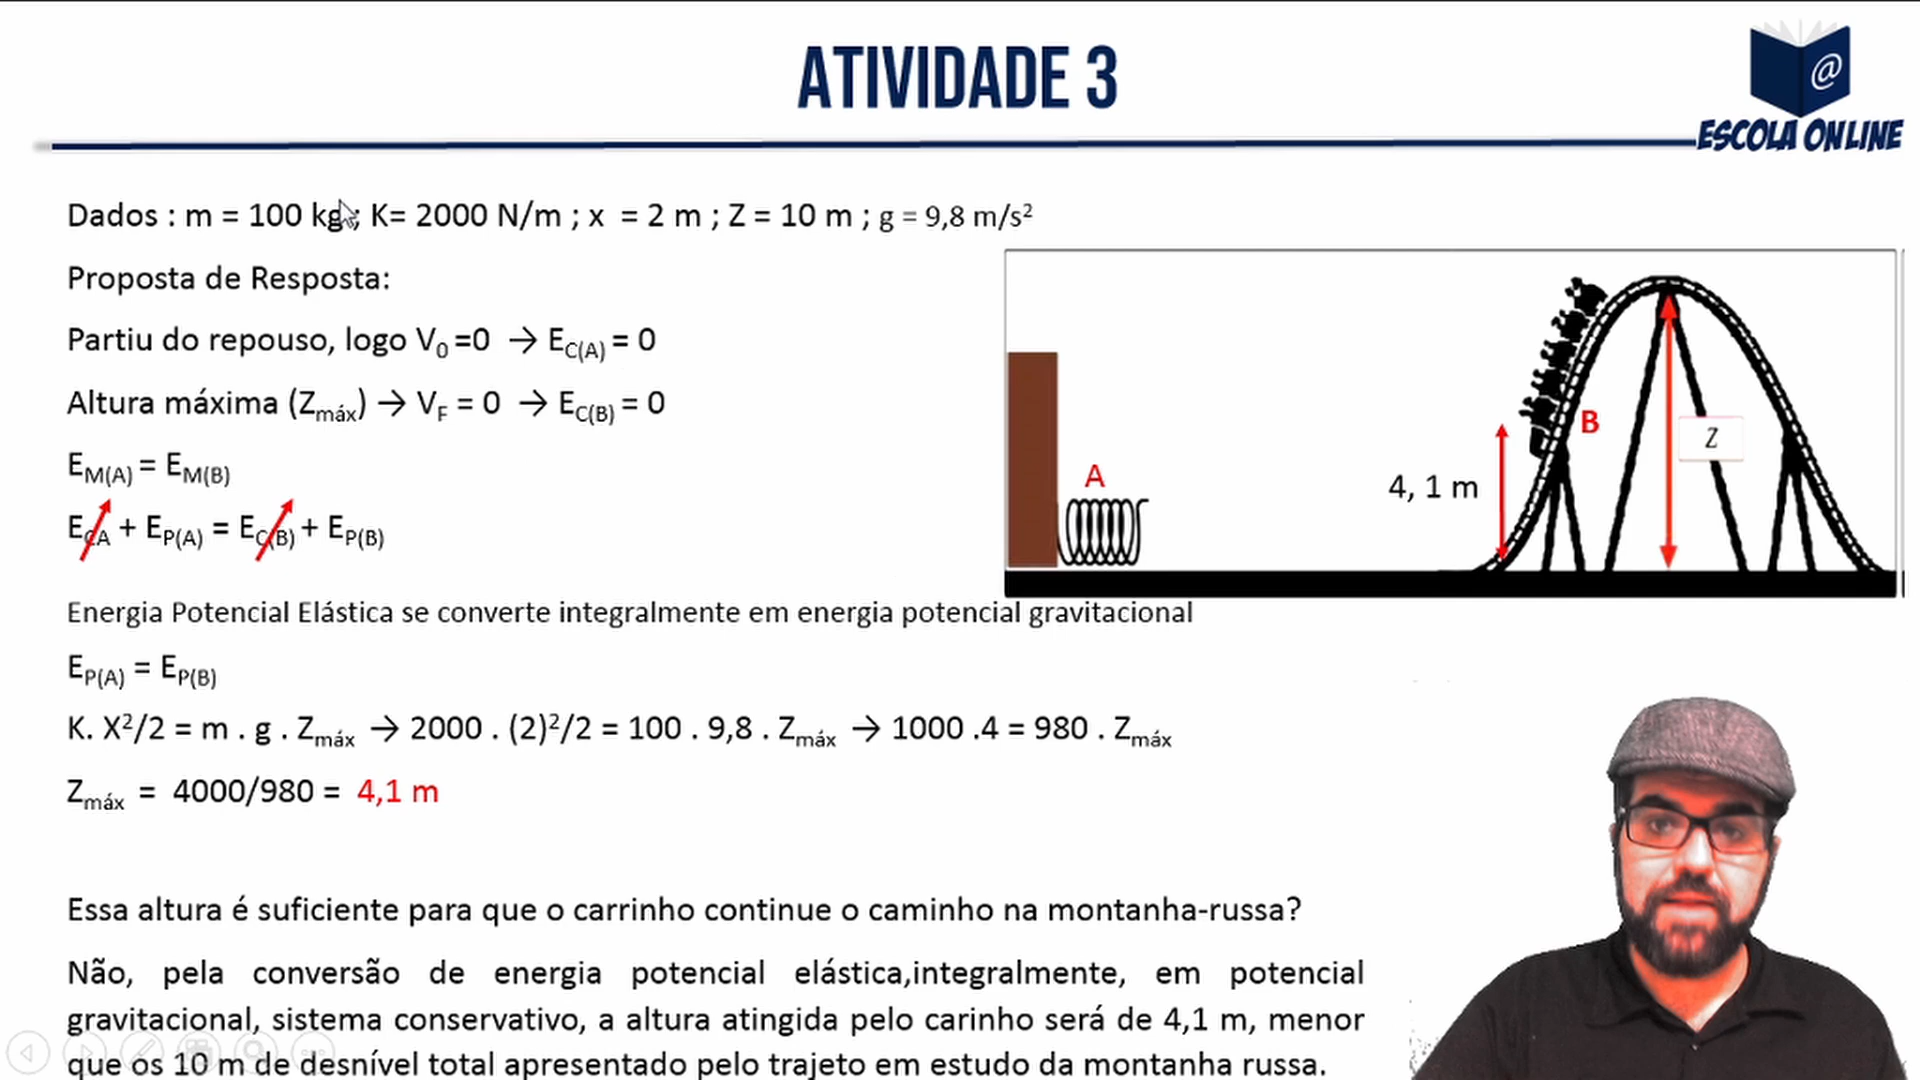 ATIVIDADE 3
@
ESCOLA ONLINE
Dados : m = 100 kg ; K= 2000 N/m ; x = 2 m ; Z = 10 m ; g = 9,8 m/s²
Proposta de Resposta:
Partiu do repouso, logo V₀ =0 → E_C(A) = 0
Altura máxima (Z_máx) → V_F = 0 → E_C(B) = 0
E_M(A) = E_M(B)
E_CA + E_P(A) = E_C(B) + E_P(B)
A
B
Z
4, 1 m
Energia Potencial Elástica se converte integralmente em energia potencial gravitacional
E_P(A) = E_P(B)
K. X²/2 = m . g . Z_máx → 2000 . (2)²/2 = 100 . 9,8 . Z_máx → 1000 .4 = 980 . Z_máx
Z_máx = 4000/980 = 4,1 m
Essa altura é suficiente para que o carrinho continue o caminho na montanha-russa?
Não, pela conversão de energia potencial elástica,integralmente, em potencial
gravitacional, sistema conservativo, a altura atingida pelo carinho será de 4,1 m, menor
que os 10 m de desnível total apresentado pelo trajeto em estudo da montanha russa.